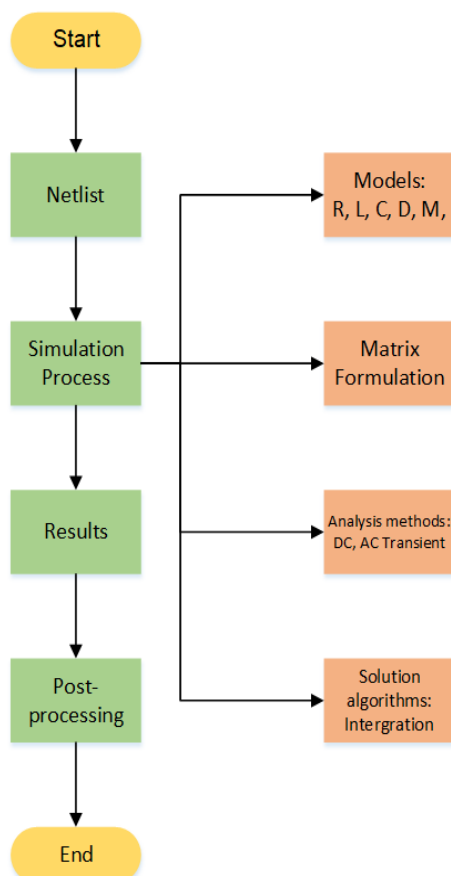 Start
Netlist
Models:
R, L, C, D, M,
Simulation
Process
Matrix
Formulation
Results
Analysis methods:
DC, AC Transient
Post-
processing
Solution
algorithms:
Intergration
End